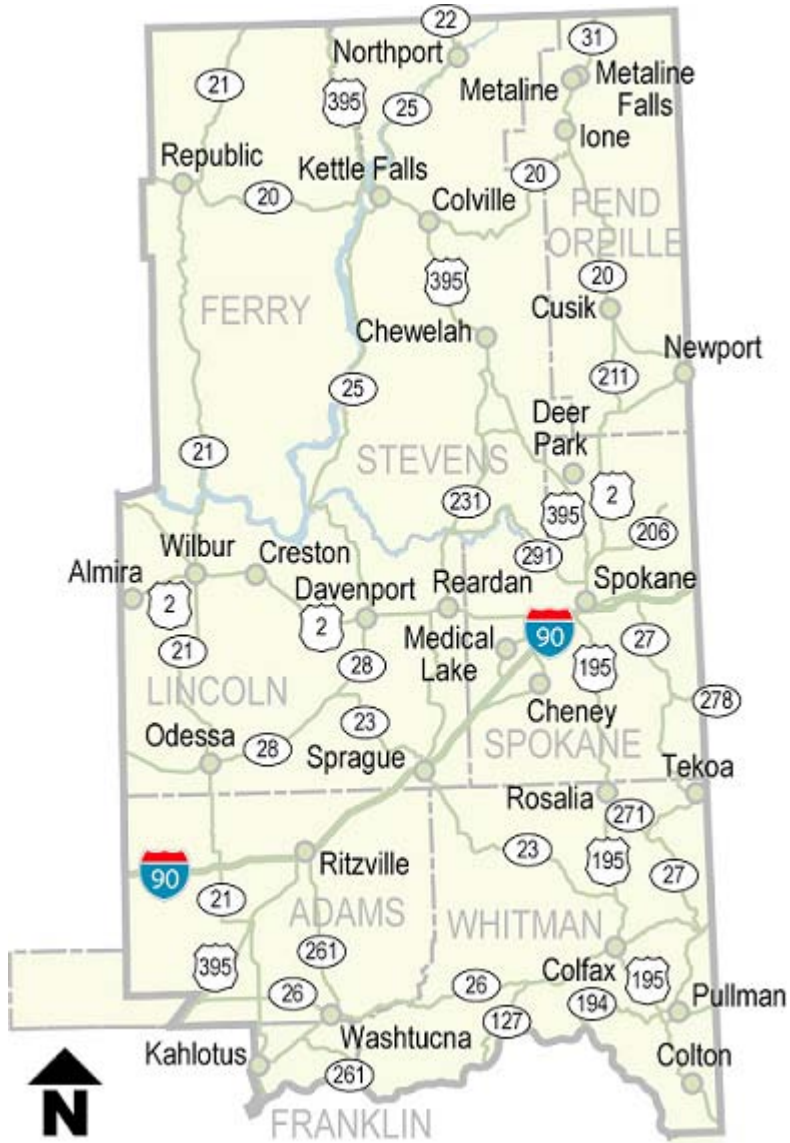 22
31
Northport
21
Metaline
Metaline
Falls
395
25
Ione
Republic
Kettle Falls
20
20
Colville
PEND
OREILLE
395
20
FERRY
Cusik
Chewelah
Newport
211
25
Deer
Park
21
STEVENS
231
2
395
206
291
Wilbur
Creston
Almira
Davenport
Reardan
Spokane
2
2
90
27
21
Medical
Lake
28
195
LINCOLN
278
23
Cheney
Odessa
28
SPOKANE
Sprague
Tekoa
Rosalia
271
23
195
Ritzville
90
27
21
ADAMS
WHITMAN
261
395
Colfax
26
26
195
194
Pullman
127
Washtucna
Kahlotus
261
Colton
N
FRANKLIN